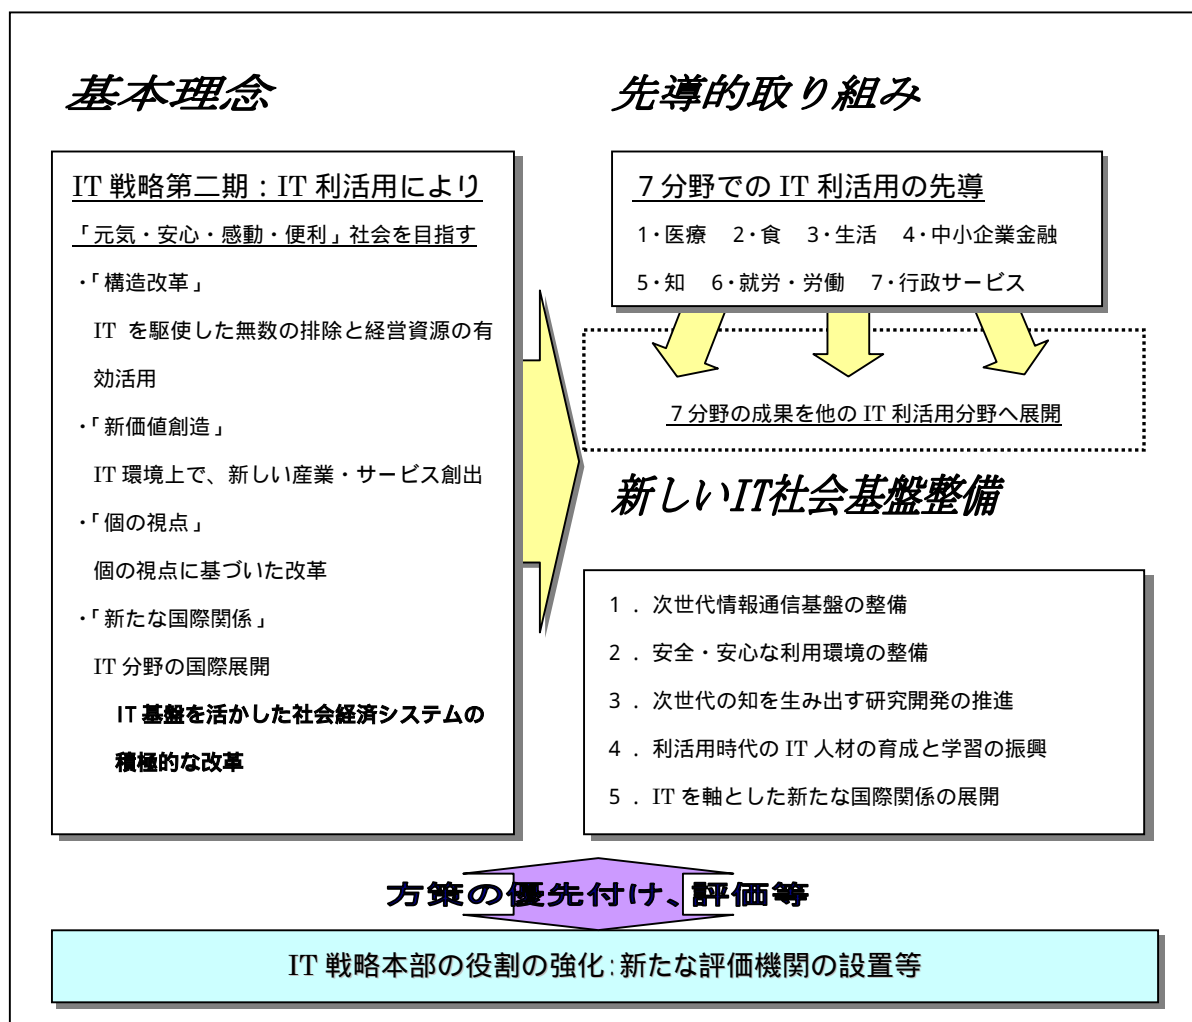 基本理念
IT 戦略第二期：IT 利活用により
「元気・安心・感動・便利」社会を目指す
・「構造改革」
IT を駆使した無数の排除と経営資源の有
効活用
・「新価値創造」
IT 環境上で、新しい産業・サービス創出
・「個の視点」
個の視点に基づいた改革
・「新たな国際関係」
IT 分野の国際展開
IT 基盤を活かした社会経済システムの
積極的な改革
先導的取り組み
７分野での IT 利活用の先導
1・医療　2・食　3・生活　4・中小企業金融
5・知　6・就労・労働　7・行政サービス
７分野の成果を他の IT 利活用分野へ展開
新しいIT社会基盤整備
1．次世代情報通信基盤の整備
2．安全・安心な利用環境の整備
3．次世代の知を生み出す研究開発の推進
4．利活用時代の IT 人材の育成と学習の振興
5．IT を軸とした新たな国際関係の展開
方策の優先付け、評価等
IT 戦略本部の役割の強化:新たな評価機関の設置等